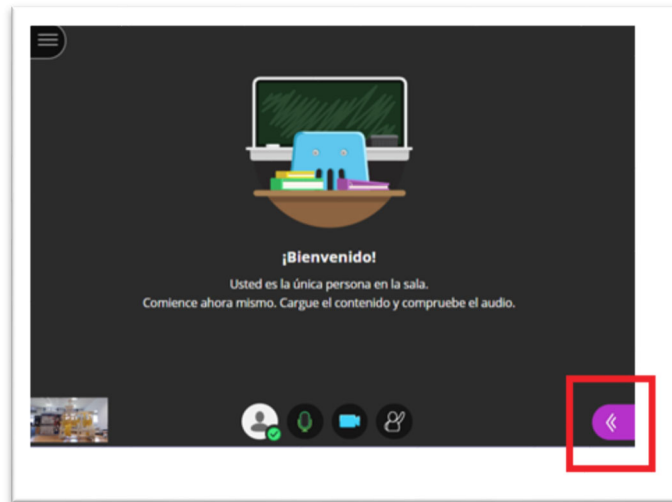 ¡Bienvenido!
Usted es la única persona en la sala.
Comience ahora mismo. Cargue el contenido y compruebe el audio.